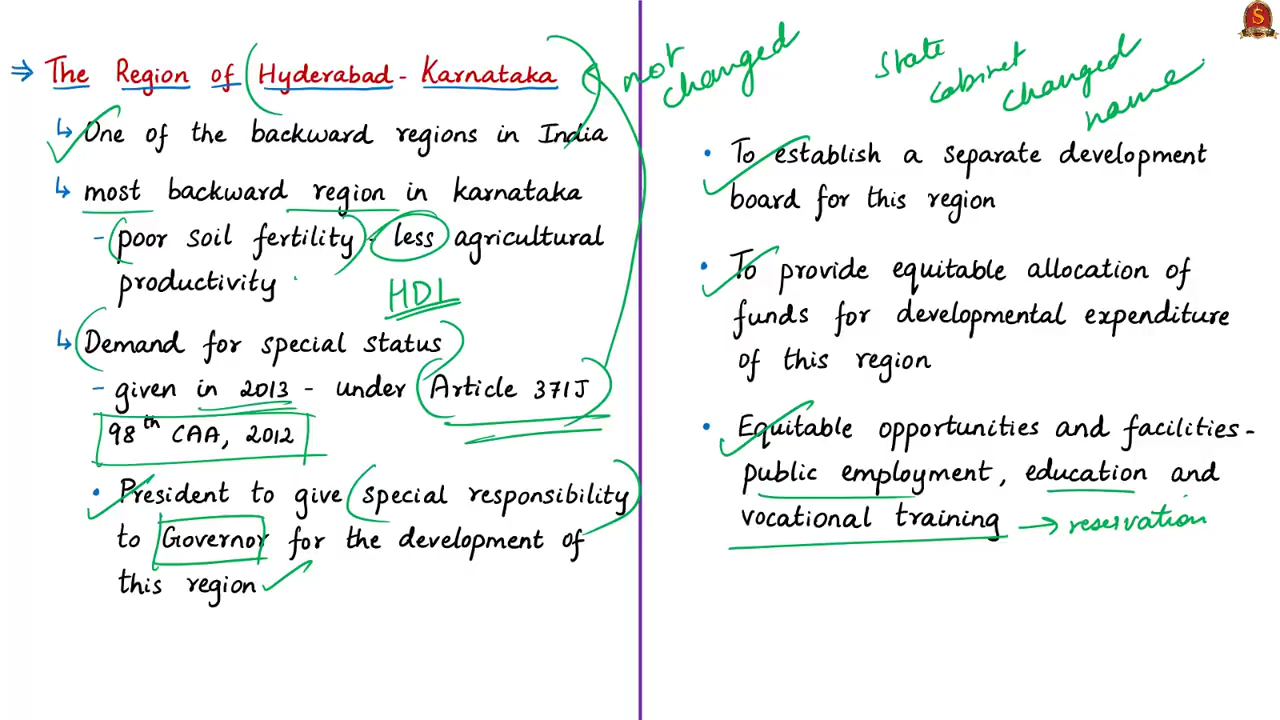 ⇒ The Region of Hyderabad - Karnataka
↳ One of the backward regions in India
↳ most backward region in karnataka
- poor soil fertility - less agricultural
productivity
HDI
↳ Demand for special status
- given in 2013 - under Article 371J
98th CAA, 2012
• President to give special responsibility
to Governor for the development of
this region
not
changed
State
Cabinet
changed
name
• To establish a separate development
board for this region
• To provide equitable allocation of
funds for developmental expenditure
of this region
• Equitable opportunities and facilities -
public employment, education and
vocational training → reservation
S